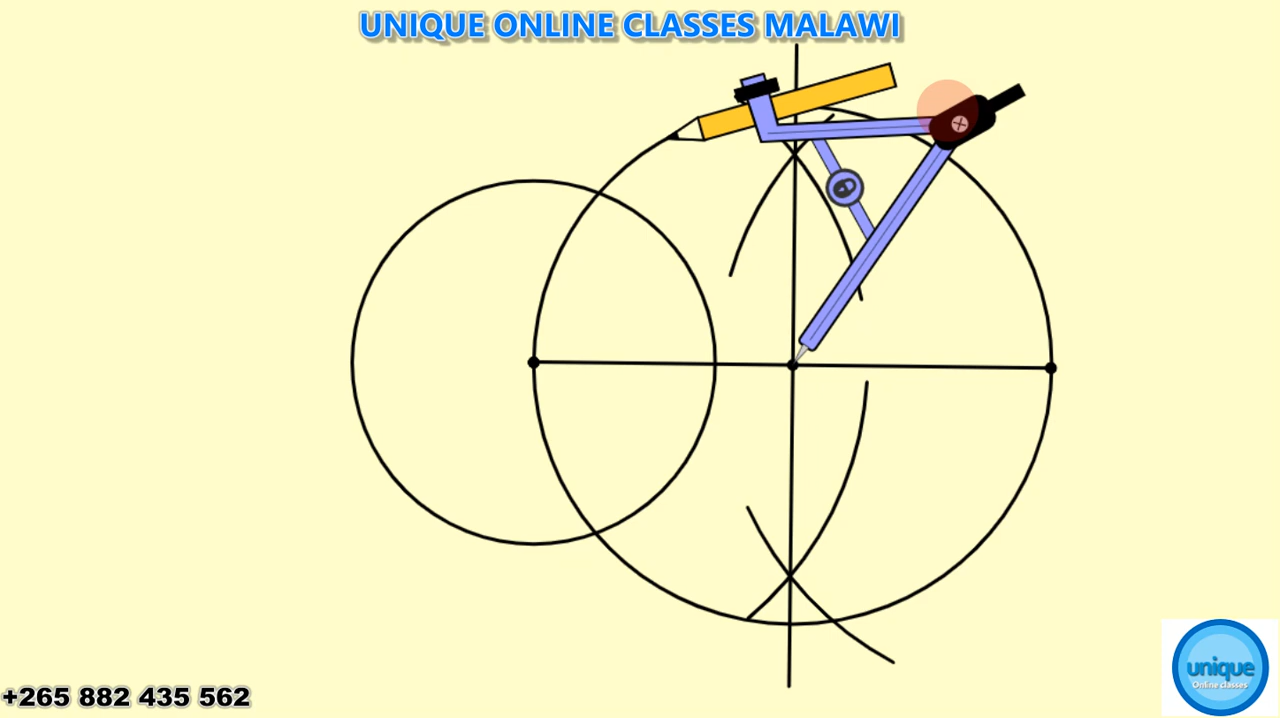 UNIQUE ONLINE CLASSES MALAWI
+265 882 435 562
unique
Online classes